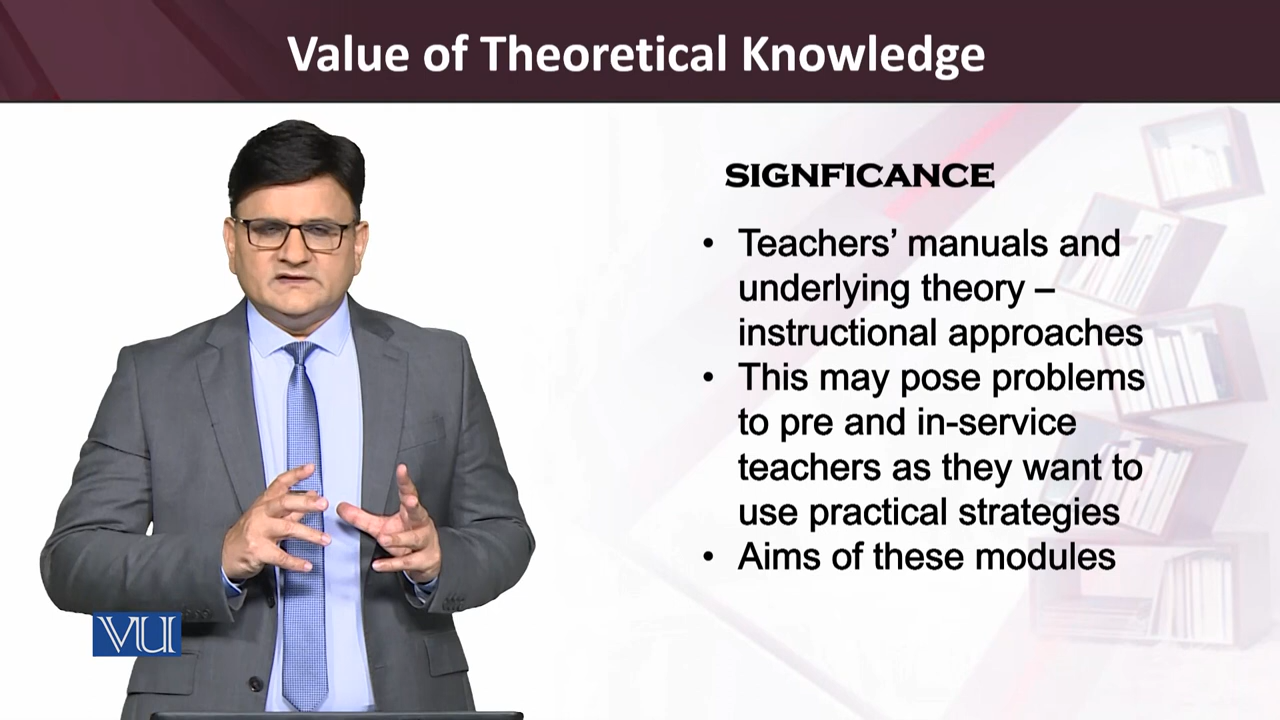 Value of Theoretical Knowledge
SIGNFICANCE
• Teachers’ manuals and
underlying theory –
instructional approaches
• This may pose problems
to pre and in-service
teachers as they want to
use practical strategies
• Aims of these modules
VU